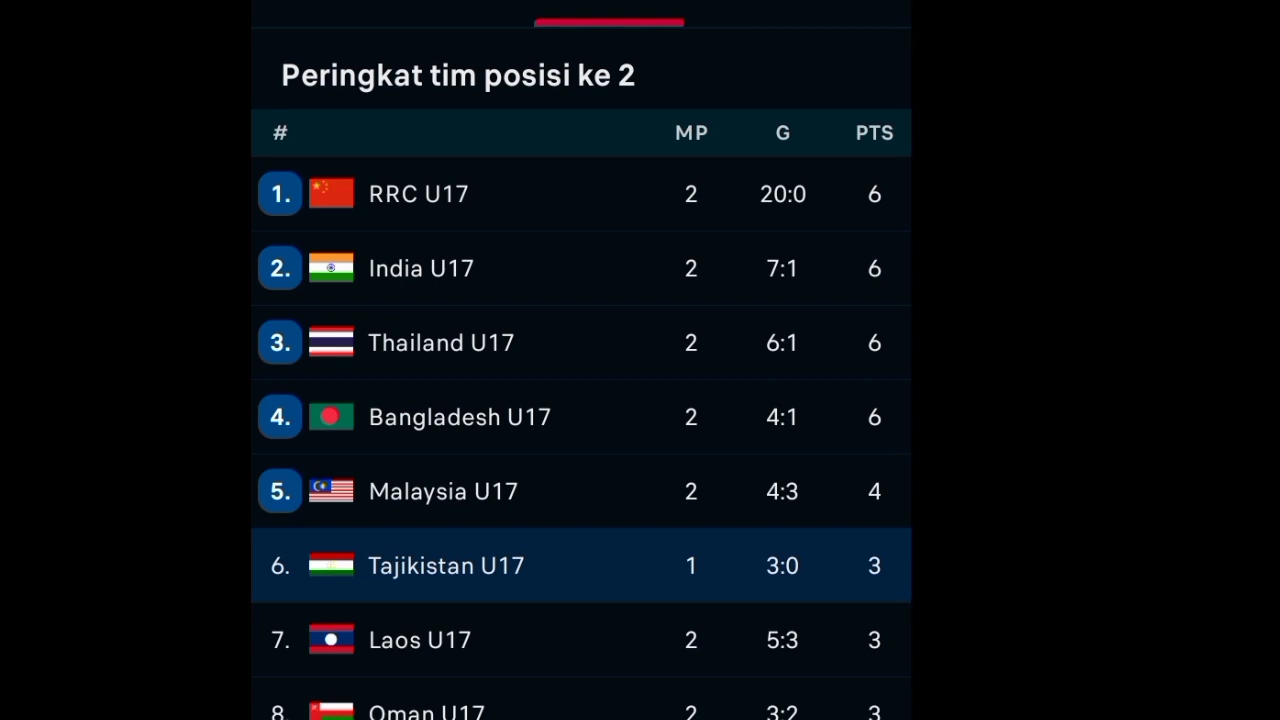 Peringkat tim posisi ke 2
# MP G PTS
1. RRC U17 2 20:0 6
2. India U17 2 7:1 6
3. Thailand U17 2 6:1 6
4. Bangladesh U17 2 4:1 6
5. Malaysia U17 2 4:3 4
6. Tajikistan U17 1 3:0 3
7. Laos U17 2 5:3 3
8. Oman U17 2 3:2 3